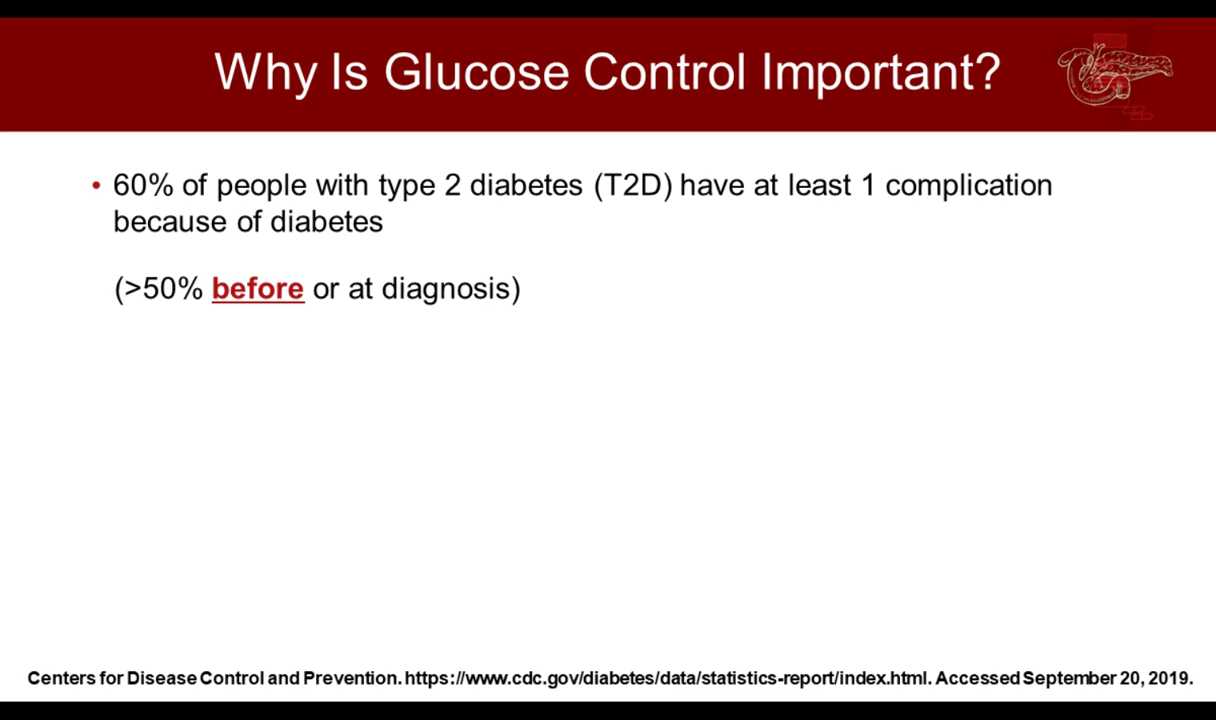 Why Is Glucose Control Important?
• 60% of people with type 2 diabetes (T2D) have at least 1 complication
because of diabetes
(>50% before or at diagnosis)
Centers for Disease Control and Prevention. https://www.cdc.gov/diabetes/data/statistics-report/index.html. Accessed September 20, 2019.